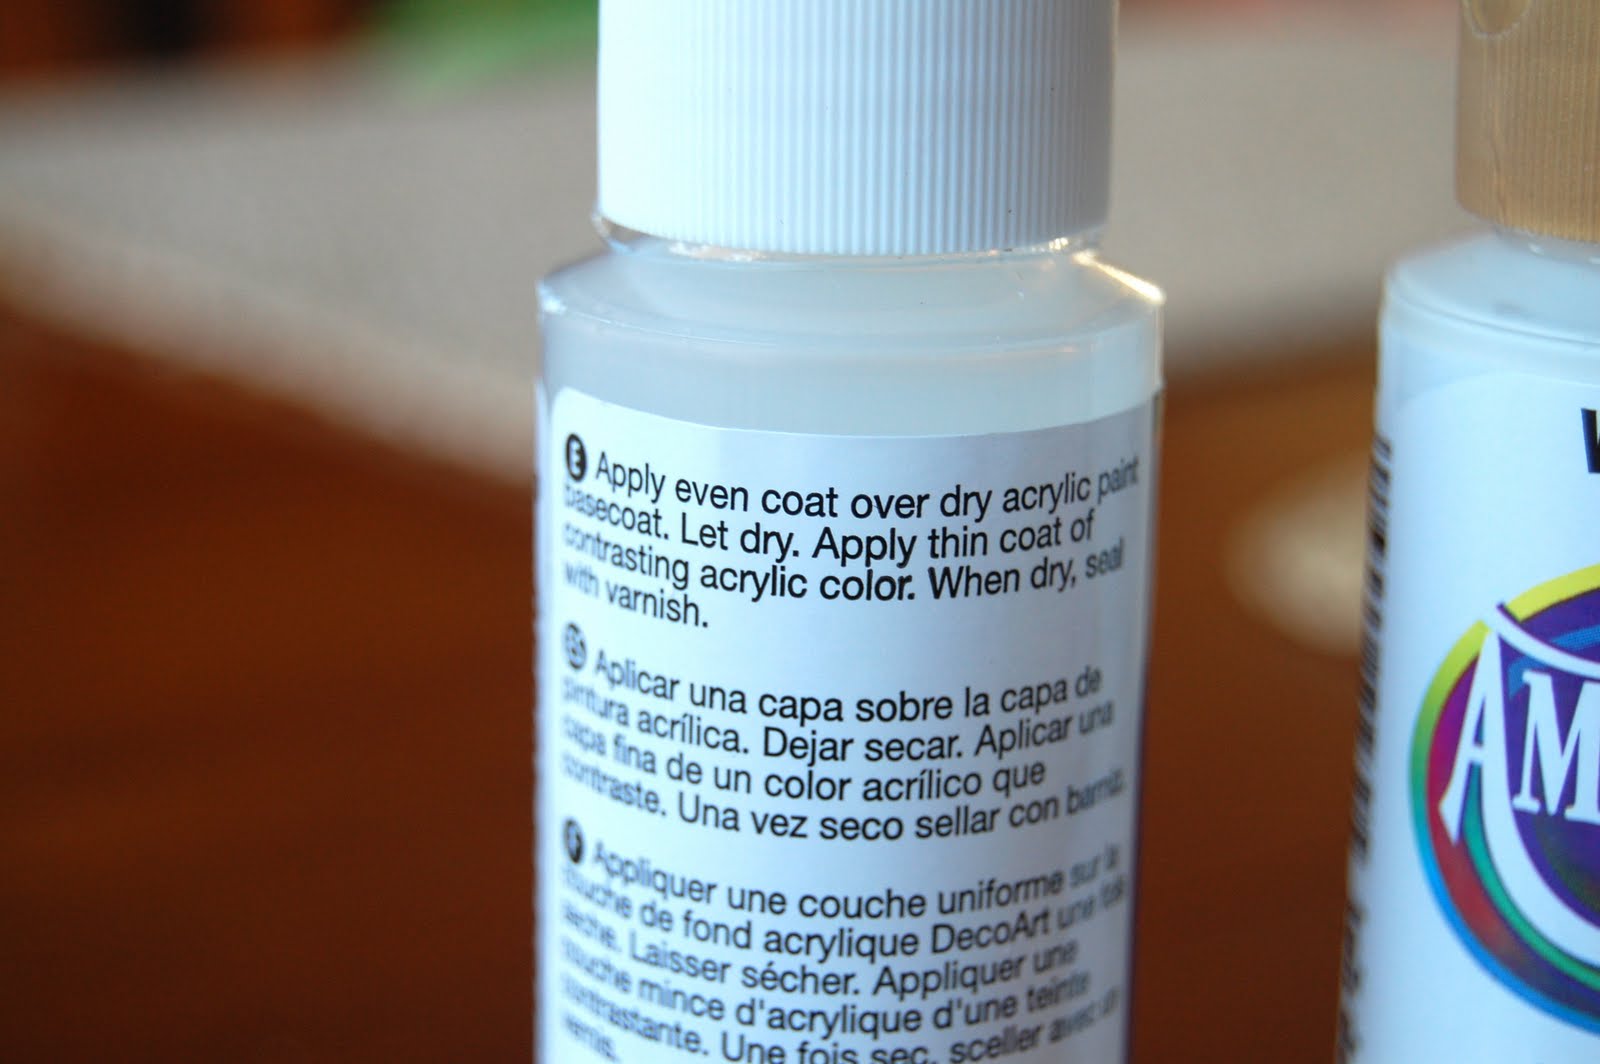 E Apply even coat over dry acrylic paint
basecoat. Let dry. Apply thin coat of
contrasting acrylic color. When dry, seal
with varnish.
S Aplicar una capa sobre la capa de
pintura acrílica. Dejar secar. Aplicar una
capa fina de un color acrílico que
contraste. Una vez seco sellar con barniz.
F Appliquer une couche uniforme sur la
couche de fond acrylique DecoArt une fois
sèche. Laisser sécher. Appliquer une
couche mince d'acrylique d'une teinte
contrastante. Une fois sec, sceller avec un
vernis.
W
AM